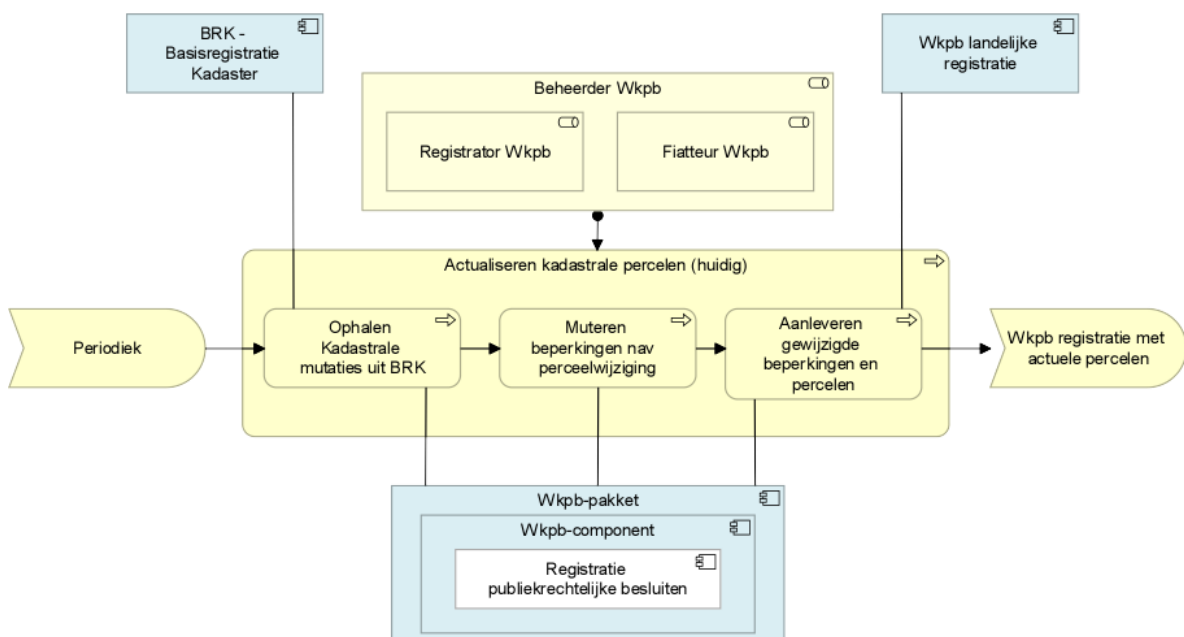 BRK -
Basisregistratie
Kadaster
Wkpb landelijke
registratie
Beheerder Wkpb
Registrator Wkpb
Fiatteur Wkpb
Actualiseren kadastrale percelen (huidig)
Periodiek
Ophalen
Kadastrale
mutaties uit BRK
Muteren
beperkingen nav
perceelwijziging
Aanleveren
gewijzigde
beperkingen en
percelen
Wkpb registratie met
actuele percelen
Wkpb-pakket
Wkpb-component
Registratie
publiekrechtelijke besluiten